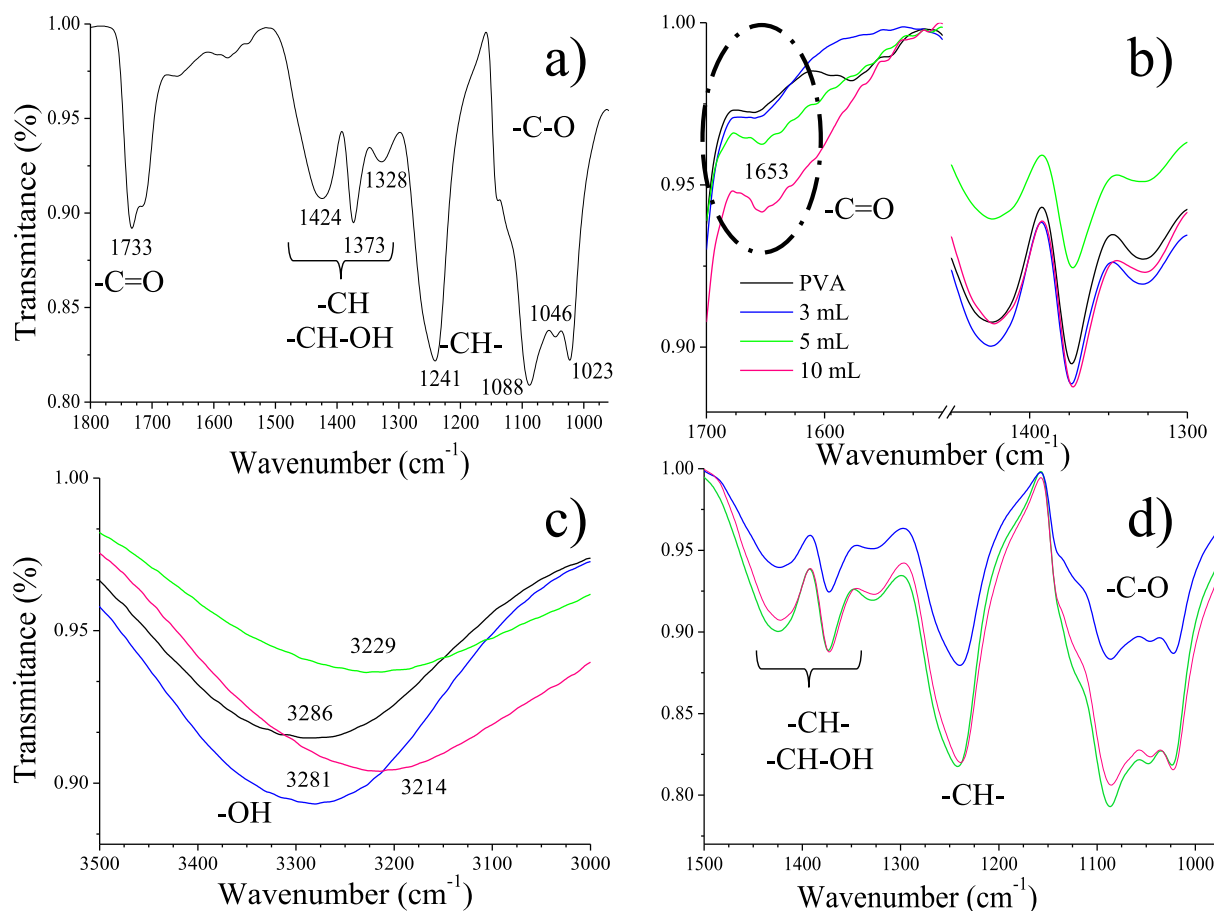 a)
-C-O
1328
1424
1373
1733
-C=O
-CH
-CH-OH
1046
-CH-
1241
1088
1023
Transmitance (%)
1.00
0.95
0.90
0.85
0.80
1800 1700 1600 1500 1400 1300 1200 1100 1000
Wavenumber (cm-1)
b)
1653
-C=O
PVA
3 mL
5 mL
10 mL
1.00
0.95
0.90
1700 1600 1400 1300
Wavenumber (cm-1)
c)
3229
3286
3281
3214
-OH
Transmitance (%)
1.00
0.95
0.90
3500 3400 3300 3200 3100 3000
Wavenumber (cm-1)
d)
-C-O
-CH-
-CH-OH
-CH-
1.00
0.95
0.90
0.85
0.80
1500 1400 1300 1200 1100 1000
Wavenumber (cm-1)